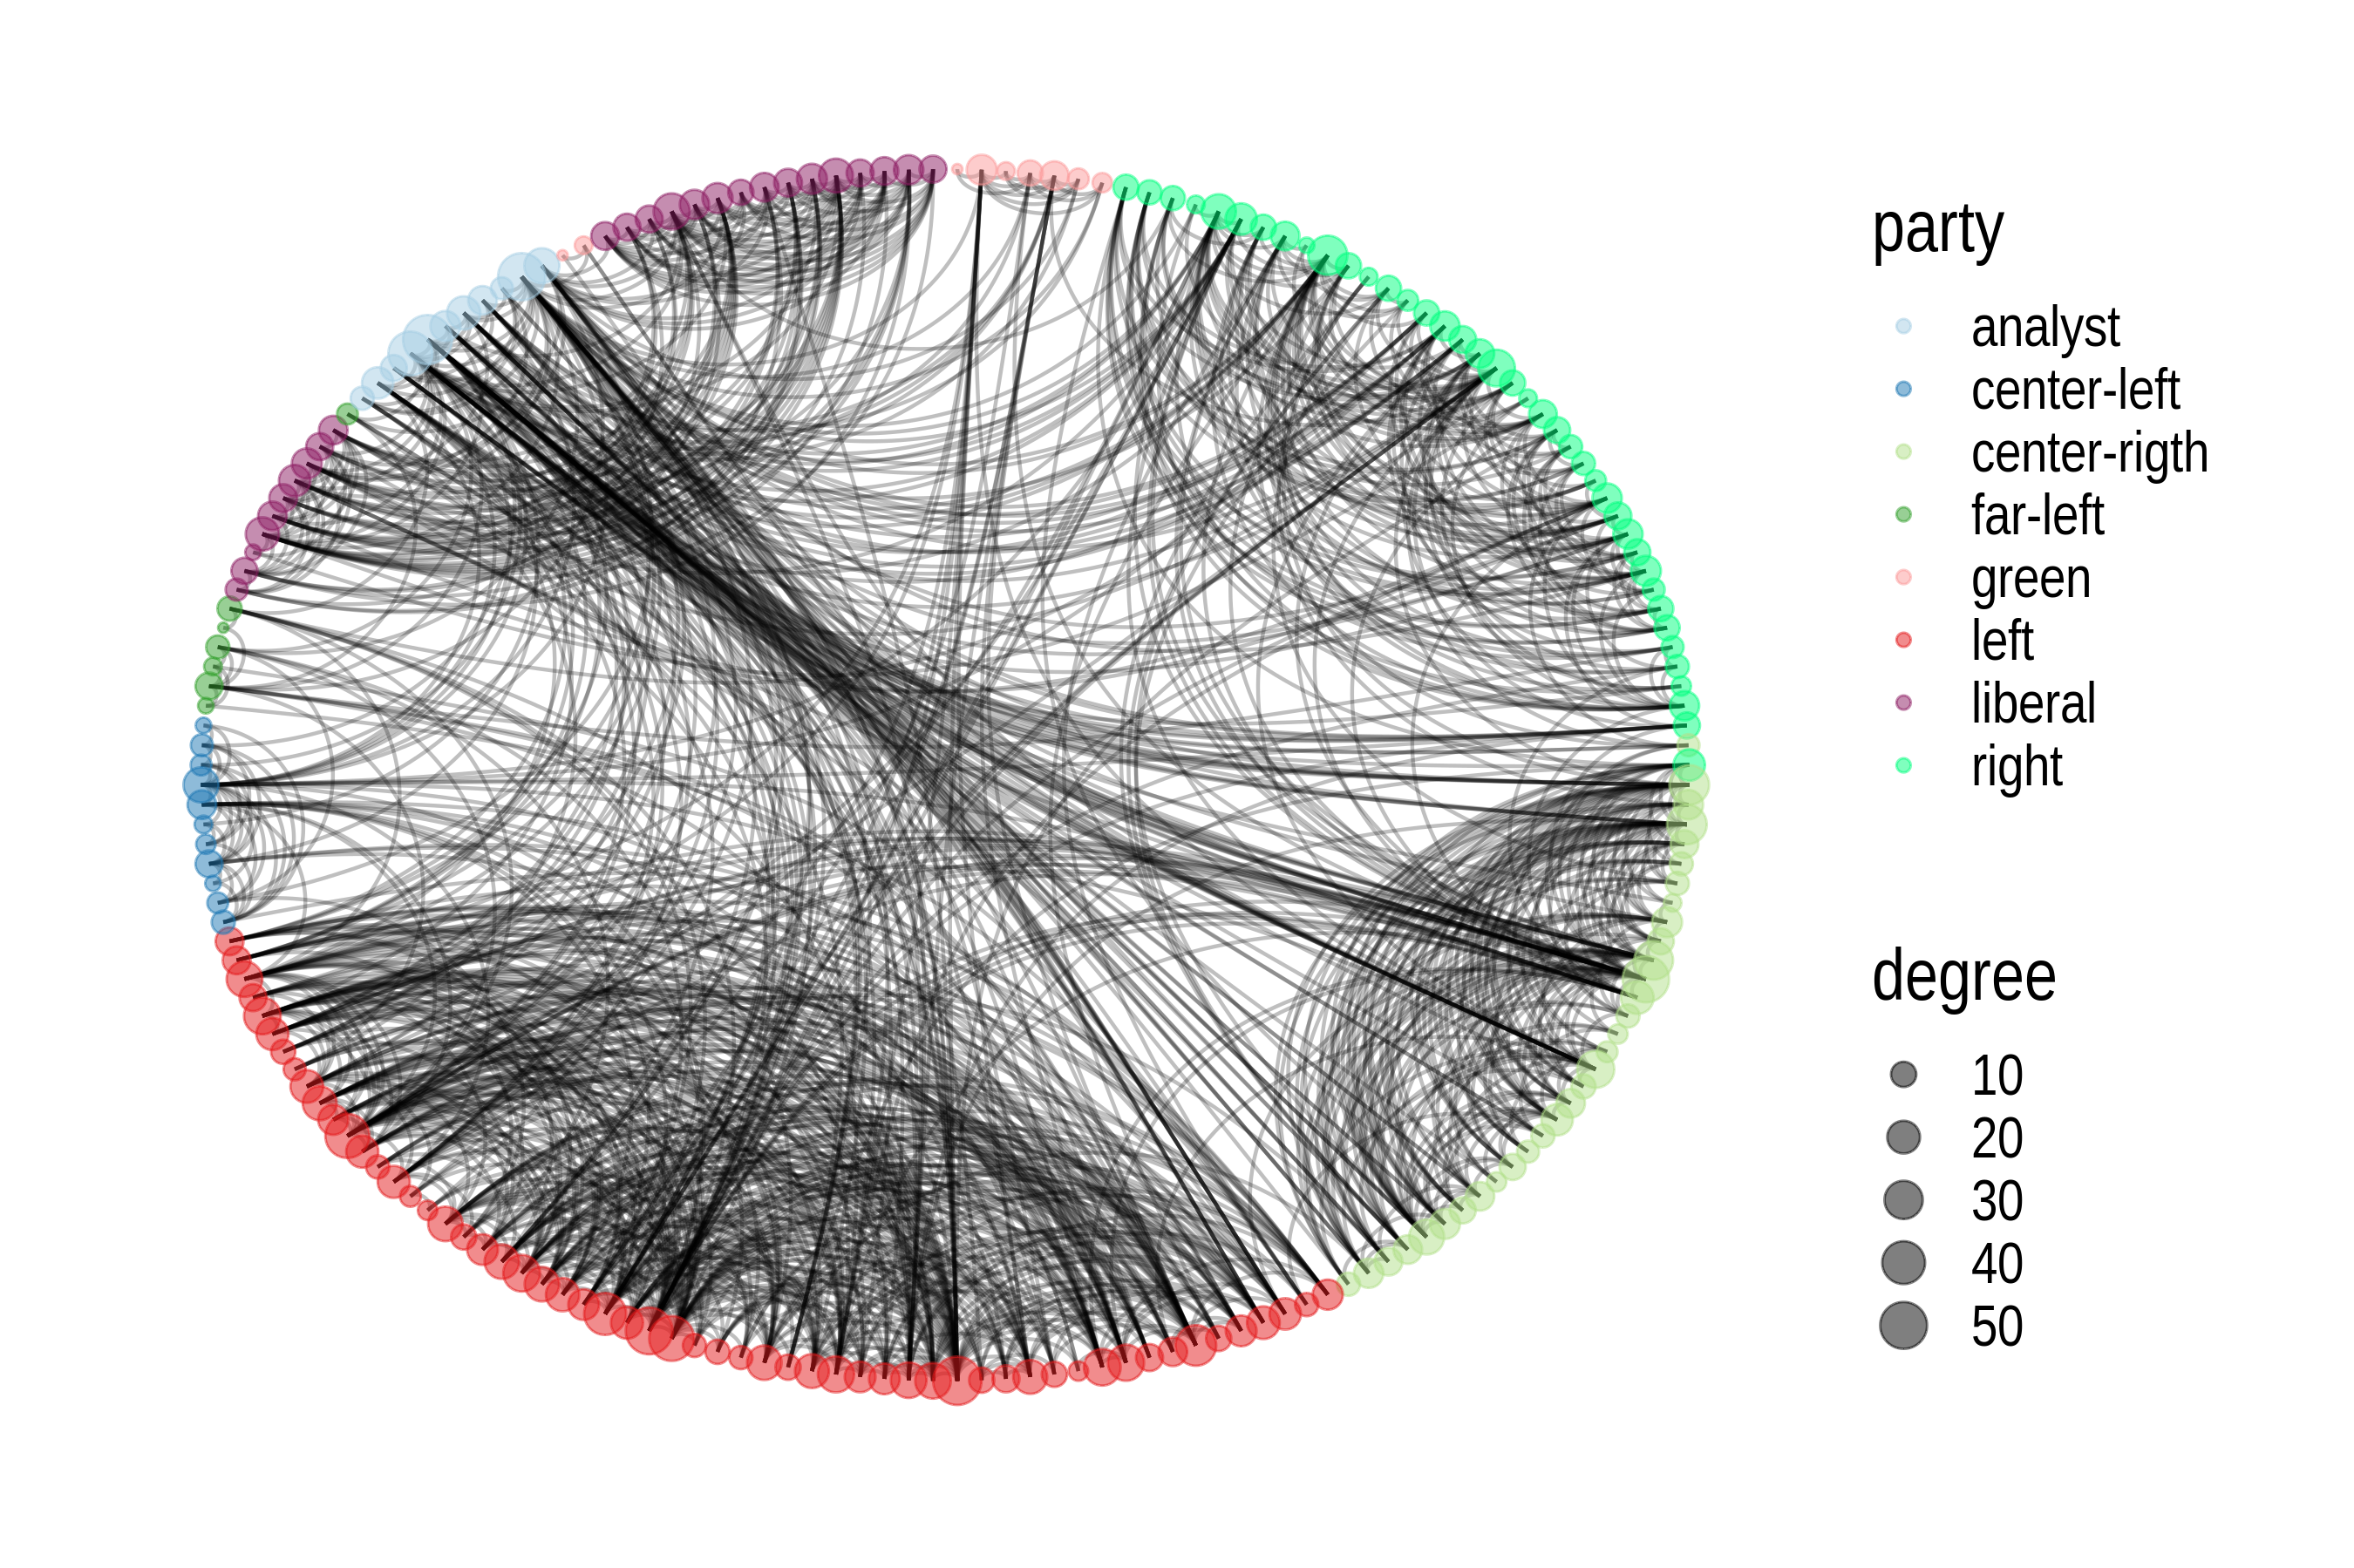 party
analyst
center-left
center-rigth
far-left
green
left
liberal
right
degree
10
20
30
40
50